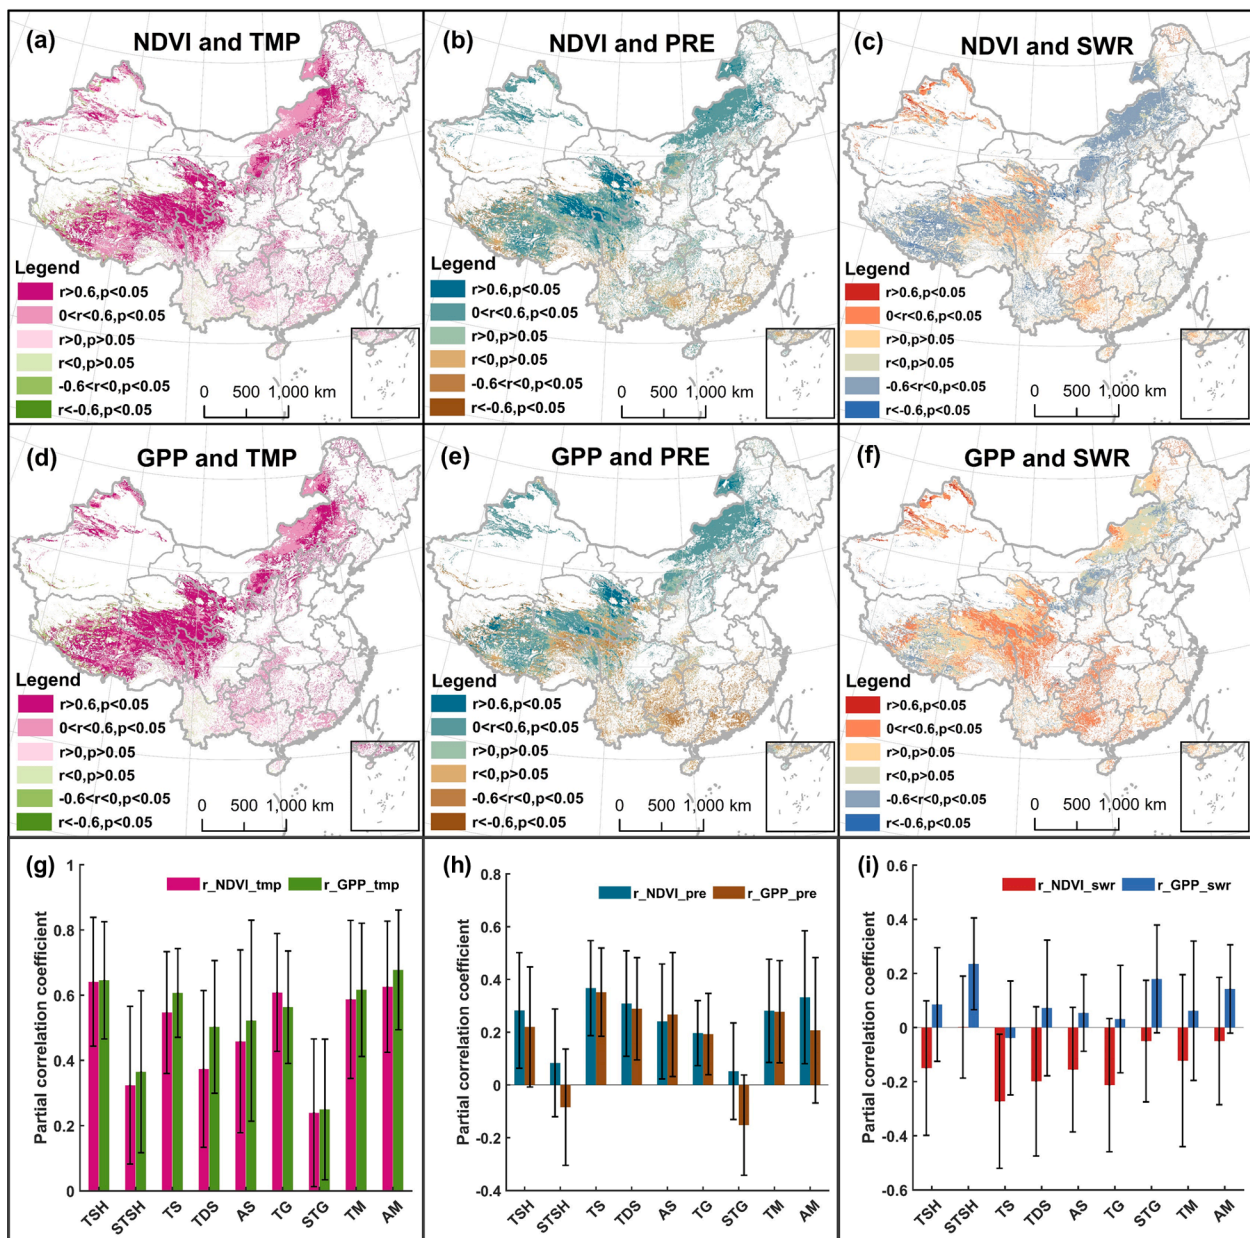 (a) NDVI and TMP
Legend
r>0.6,p<0.05
0<r<0.6,p<0.05
r>0,p>0.05
r<0,p>0.05
-0.6<r<0,p<0.05
r<-0.6,p<0.05
0 500 1,000 km
(b) NDVI and PRE
Legend
r>0.6,p<0.05
0<r<0.6,p<0.05
r>0,p>0.05
r<0,p>0.05
-0.6<r<0,p<0.05
r<-0.6,p<0.05
0 500 1,000 km
(c) NDVI and SWR
Legend
r>0.6,p<0.05
0<r<0.6,p<0.05
r>0,p>0.05
r<0,p>0.05
-0.6<r<0,p<0.05
r<-0.6,p<0.05
0 500 1,000 km
(d) GPP and TMP
Legend
r>0.6,p<0.05
0<r<0.6,p<0.05
r>0,p>0.05
r<0,p>0.05
-0.6<r<0,p<0.05
r<-0.6,p<0.05
0 500 1,000 km
(e) GPP and PRE
Legend
r>0.6,p<0.05
0<r<0.6,p<0.05
r>0,p>0.05
r<0,p>0.05
-0.6<r<0,p<0.05
r<-0.6,p<0.05
0 500 1,000 km
(f) GPP and SWR
Legend
r>0.6,p<0.05
0<r<0.6,p<0.05
r>0,p>0.05
r<0,p>0.05
-0.6<r<0,p<0.05
r<-0.6,p<0.05
0 500 1,000 km
(g)
r_NDVI_tmp r_GPP_tmp
Partial correlation coefficient
1
0.8
0.6
0.4
0.2
0
TSH STSH TS TDS AS TG STG TM AM
(h)
r_NDVI_pre r_GPP_pre
Partial correlation coefficient
0.8
0.6
0.4
0.2
0
-0.2
-0.4
TSH STSH TS TDS AS TG STG TM AM
(i)
r_NDVI_swr r_GPP_swr
Partial correlation coefficient
0.6
0.4
0.2
0
-0.2
-0.4
-0.6
TSH STSH TS TDS AS TG STG TM AM